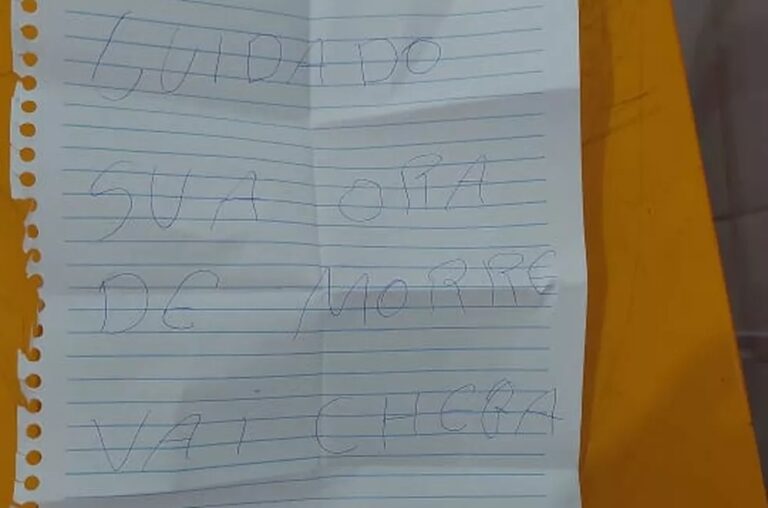 CUIDADO
SUA ORA
DE MORRE
VAI CHEGA